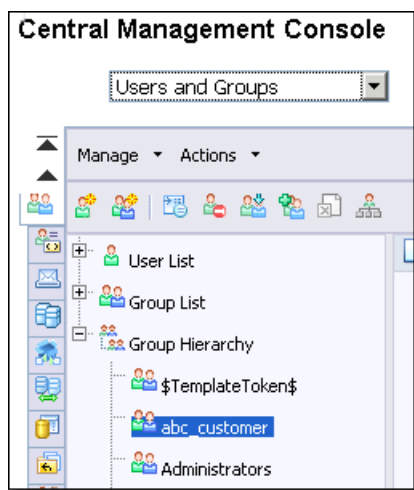 Central Management Console
Users and Groups
Manage Actions
User List
Group List
Group Hierarchy
$TemplateToken$
abc_customer
Administrators